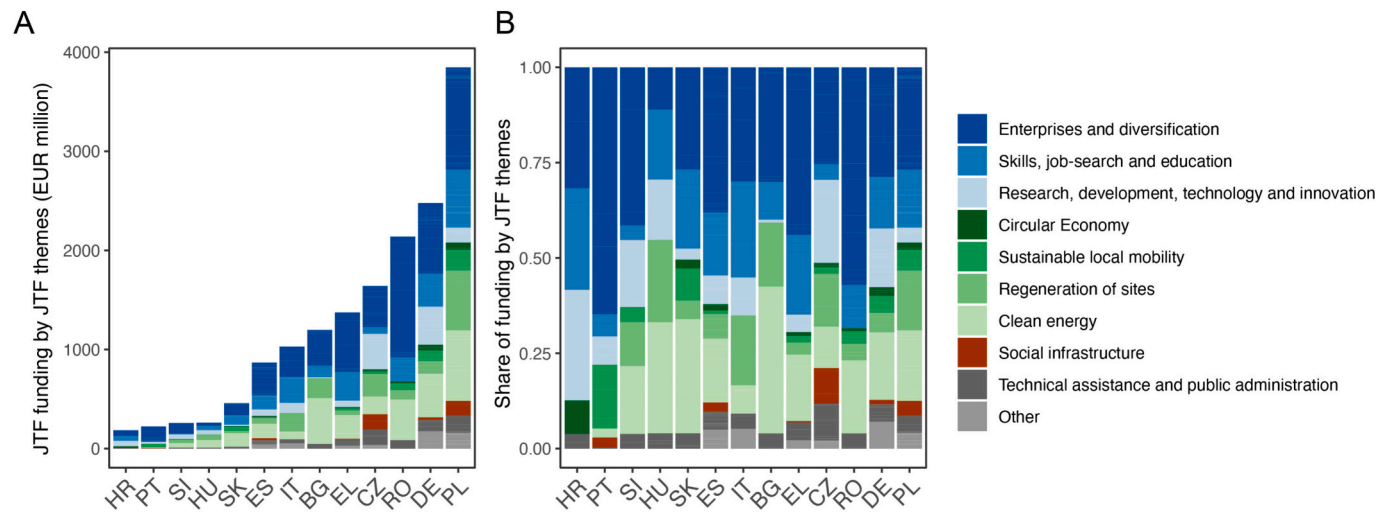 A
B
JTF funding by JTF themes (EUR million)
4000
3000
2000
1000
0
HR PT SI HU SK ES IT BG EL CZ RO DE PL
Share of funding by JTF themes
1.00
0.75
0.50
0.25
0.00
HR PT SI HU SK ES IT BG EL CZ RO DE PL
Enterprises and diversification
Skills, job-search and education
Research, development, technology and innovation
Circular Economy
Sustainable local mobility
Regeneration of sites
Clean energy
Social infrastructure
Technical assistance and public administration
Other